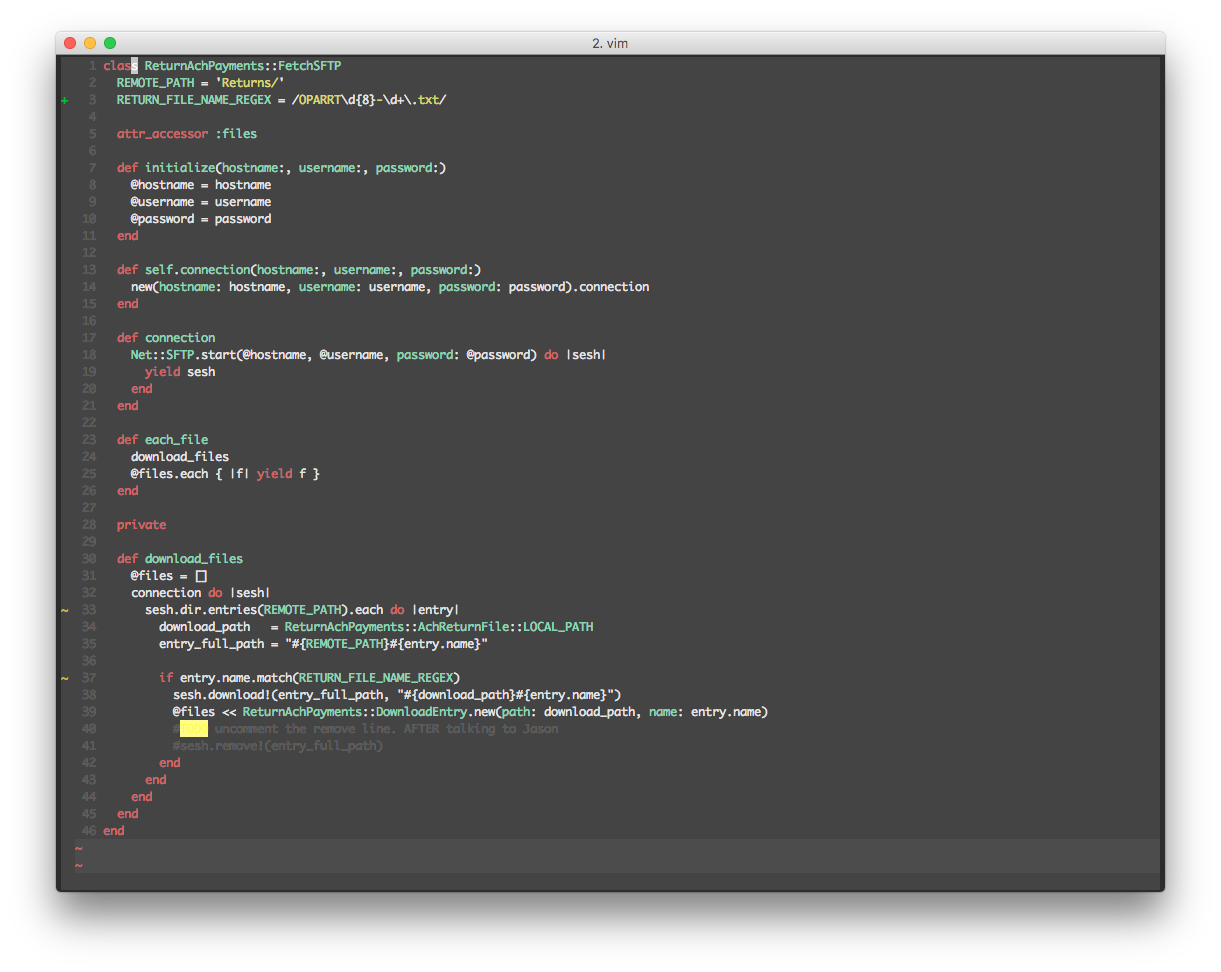 2. vim
1 class ReturnAchPayments::FetchSFTP
2   REMOTE_PATH = 'Returns/'
+ 3   RETURN_FILE_NAME_REGEX = /OPARRT\d{8}-\d+\.txt/
4
5   attr_accessor :files
6
7   def initialize(hostname:, username:, password:)
8     @hostname = hostname
9     @username = username
10     @password = password
11   end
12
13   def self.connection(hostname:, username:, password:)
14     new(hostname: hostname, username: username, password: password).connection
15   end
16
17   def connection
18     Net::SFTP.start(@hostname, @username, password: @password) do |sesh|
19       yield sesh
20     end
21   end
22
23   def each_file
24     download_files
25     @files.each { |f| yield f }
26   end
27
28   private
29
30   def download_files
31     @files = []
32     connection do |sesh|
~ 33       sesh.dir.entries(REMOTE_PATH).each do |entry|
34         download_path   = ReturnAchPayments::AchReturnFile::LOCAL_PATH
35         entry_full_path = "#{REMOTE_PATH}#{entry.name}"
36
~ 37         if entry.name.match(RETURN_FILE_NAME_REGEX)
38           sesh.download!(entry_full_path, "#{download_path}#{entry.name}")
39           @files << ReturnAchPayments::DownloadEntry.new(path: download_path, name: entry.name)
40           # uncomment the remove line. AFTER talking to Jason
41           #sesh.remove!(entry_full_path)
42         end
43       end
44     end
45   end
46 end
~
~